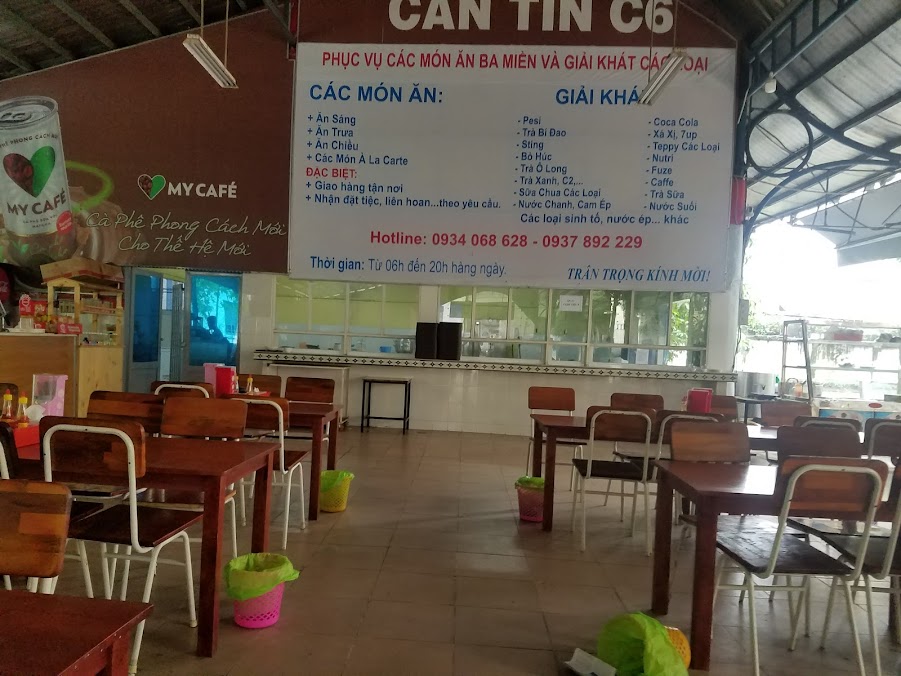 CĂN TIN C6
PHỤC VỤ CÁC MÓN ĂN BA MIỀN VÀ GIẢI KHÁT CÁC LOẠI
CÁC MÓN ĂN:
+ Ăn Sáng
+ Ăn Trưa
+ Ăn Chiều
+ Các Món À La Carte
ĐẶC BIỆT:
+ Giao hàng tận nơi
+ Nhận đặt tiệc, liên hoan...theo yêu cầu.
GIẢI KHÁT
- Pesi
- Trà Bí Đao
- Sting
- Bò Húc
- Trà Ô Long
- Trà Xanh, C2,...
- Sữa Chua Các Loại
- Nước Chanh, Cam Ép
- Coca Cola
- Xá Xị, 7up
- Teppy Các Loại
- Nutri
- Fuze
- Caffe
- Trà Sữa
- Nước Suối
Các loại sinh tố, nước ép... khác
Hotline: 0934 068 628 - 0937 892 229
Thời gian: Từ 06h đến 20h hàng ngày.
TRÂN TRỌNG KÍNH MỜI!
MY CAFÉ
Cà Phê Phong Cách Mới
Cho Thế Hệ Mới
MY CAFÉ